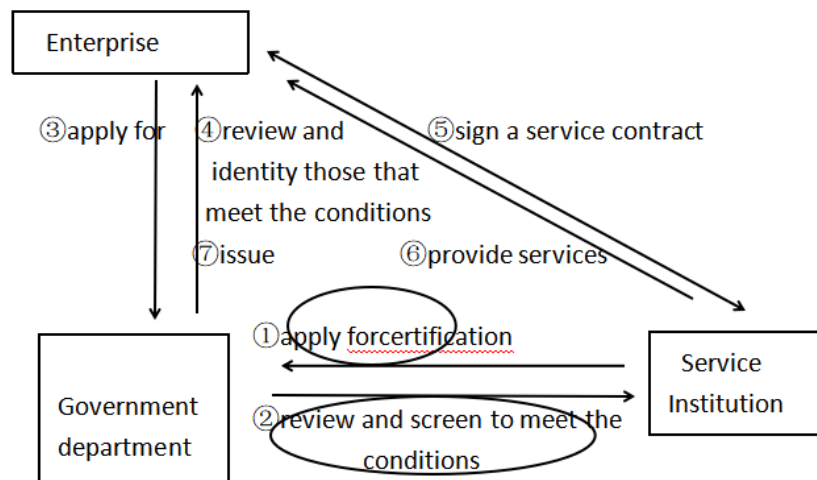 Enterprise
③apply for
④review and
identity those that
meet the conditions
⑤sign a service contract
⑦issue
⑥provide services
①apply forcertification
Service
Institution
Government
department
②review and screen to meet the
conditions